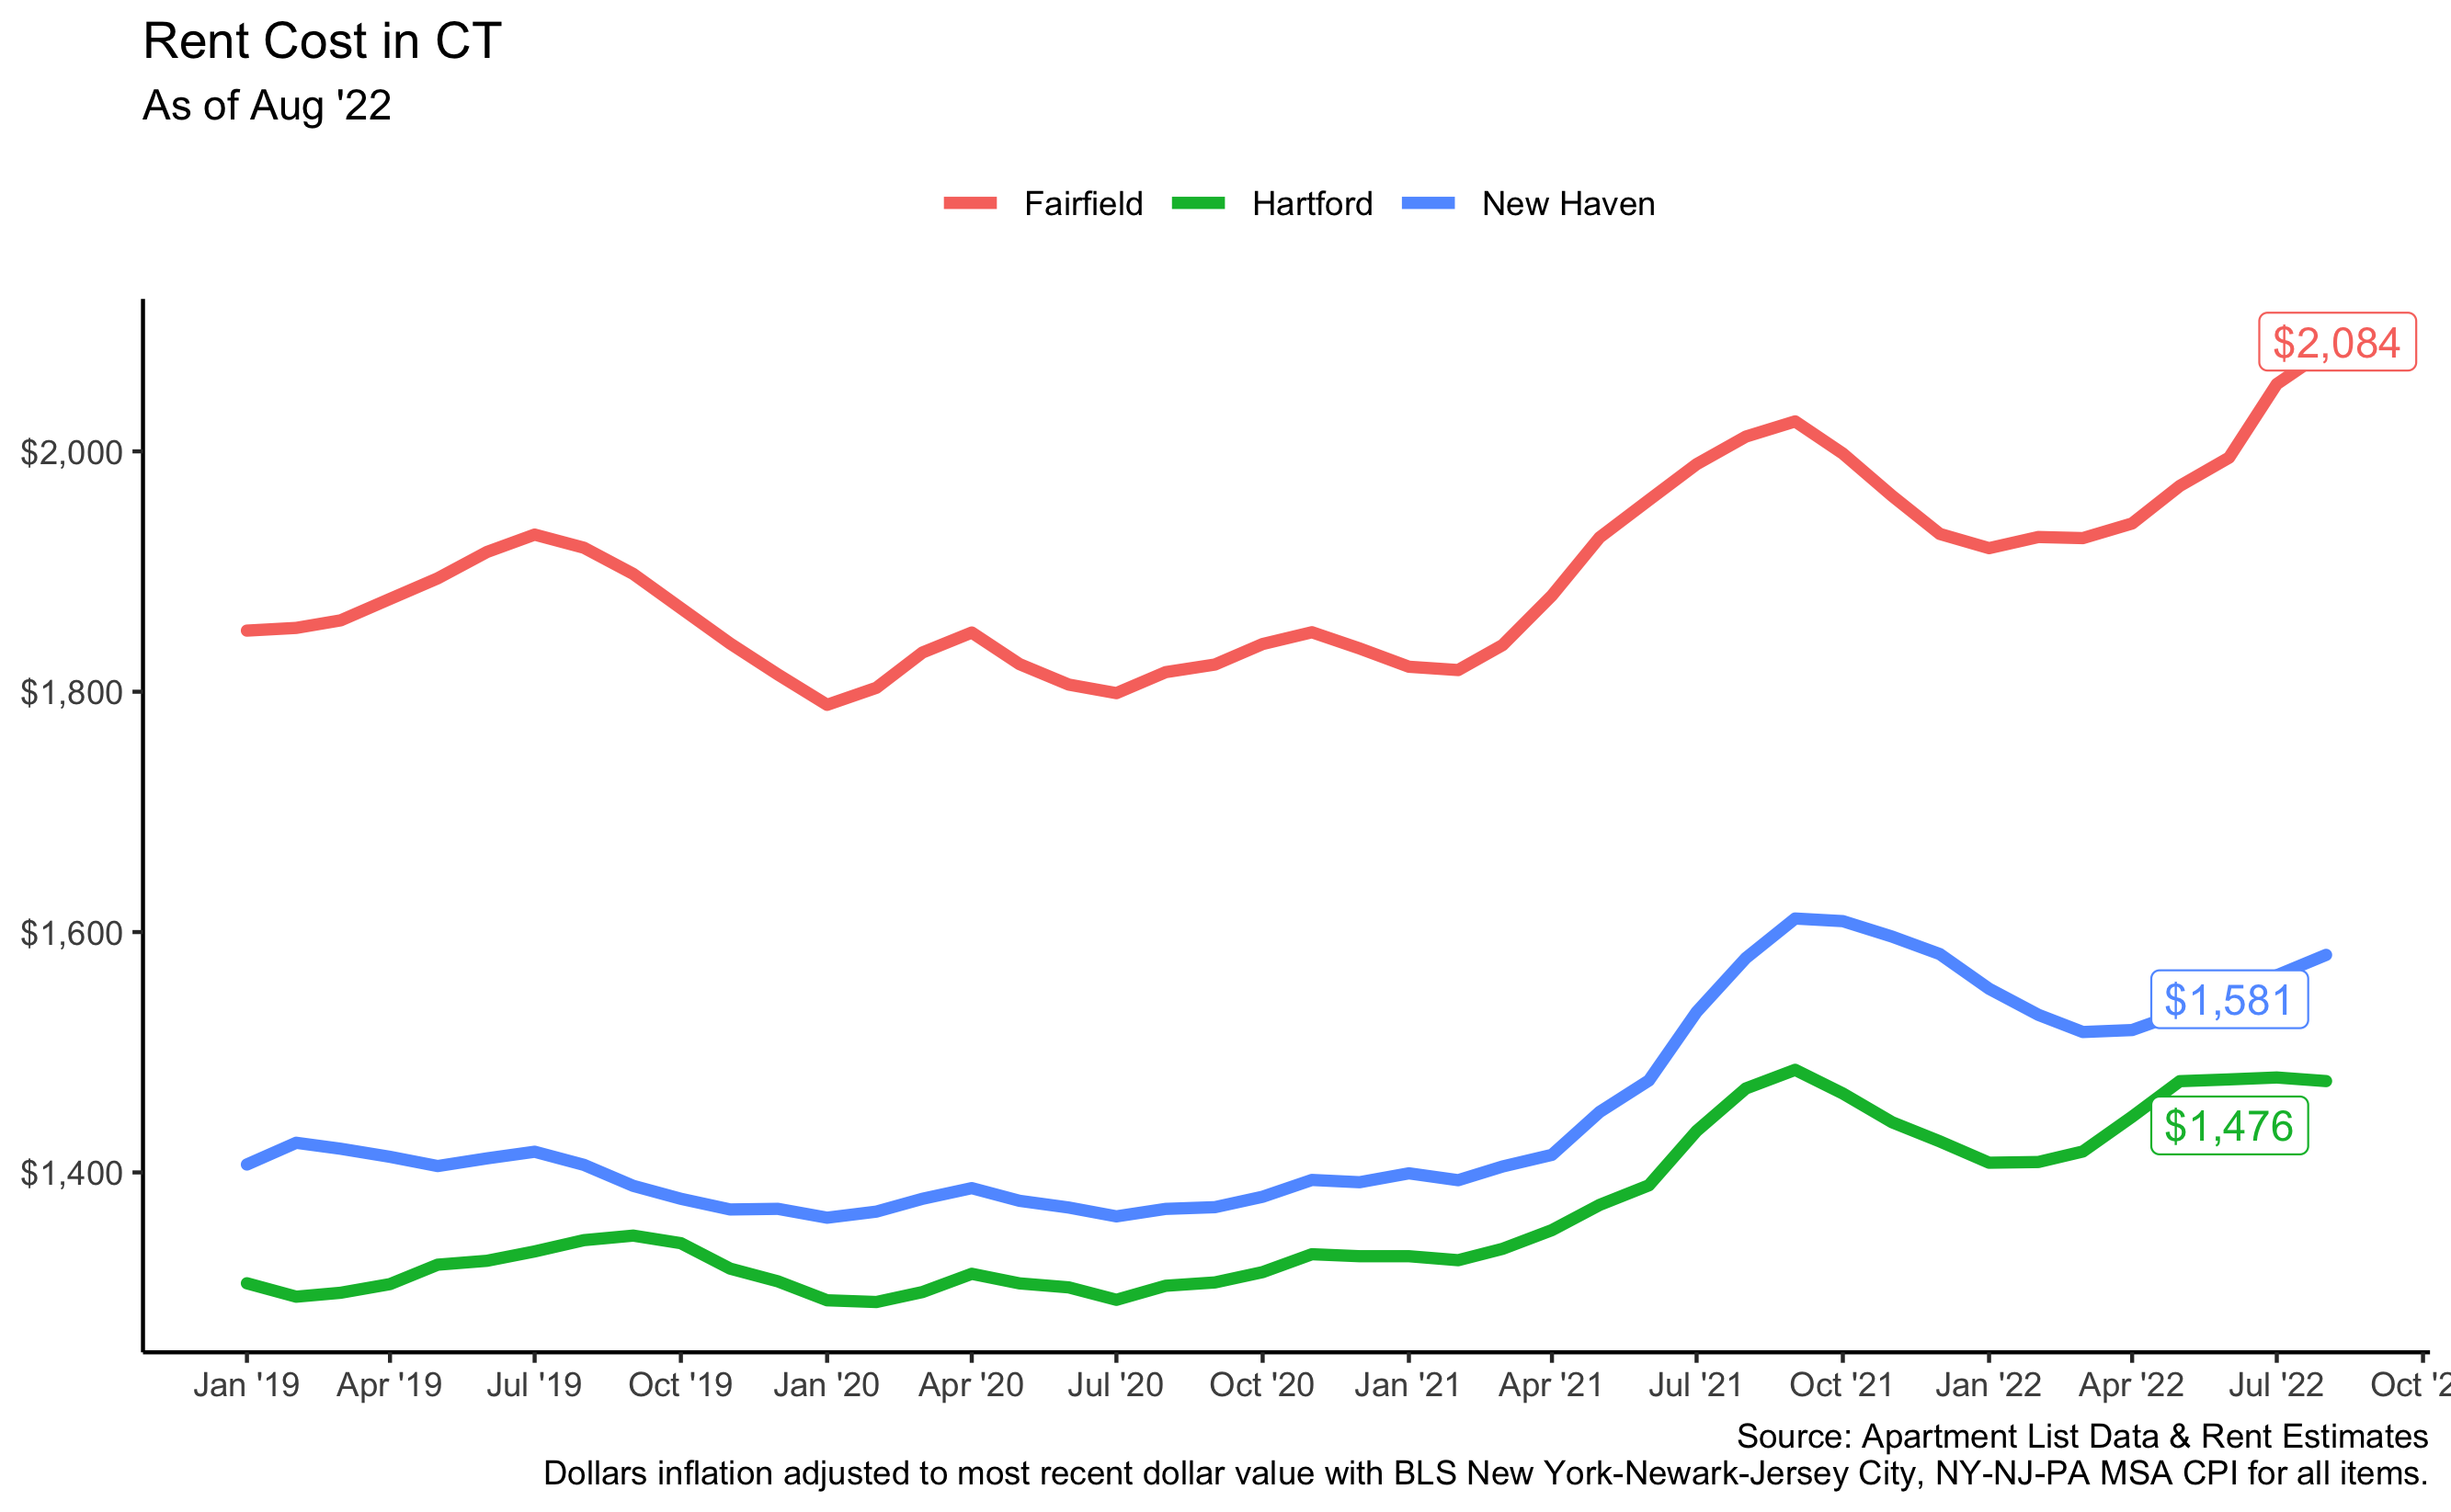 Rent Cost in CT
As of Aug '22
Fairfield Hartford New Haven
$2,084
$2,000
$1,800
$1,600
$1,581
$1,476
$1,400
Jan '19 Apr '19 Jul '19 Oct '19 Jan '20 Apr '20 Jul '20 Oct '20 Jan '21 Apr '21 Jul '21 Oct '21 Jan '22 Apr '22 Jul '22 Oct '2
Source: Apartment List Data & Rent Estimates
Dollars inflation adjusted to most recent dollar value with BLS New York-Newark-Jersey City, NY-NJ-PA MSA CPI for all items.